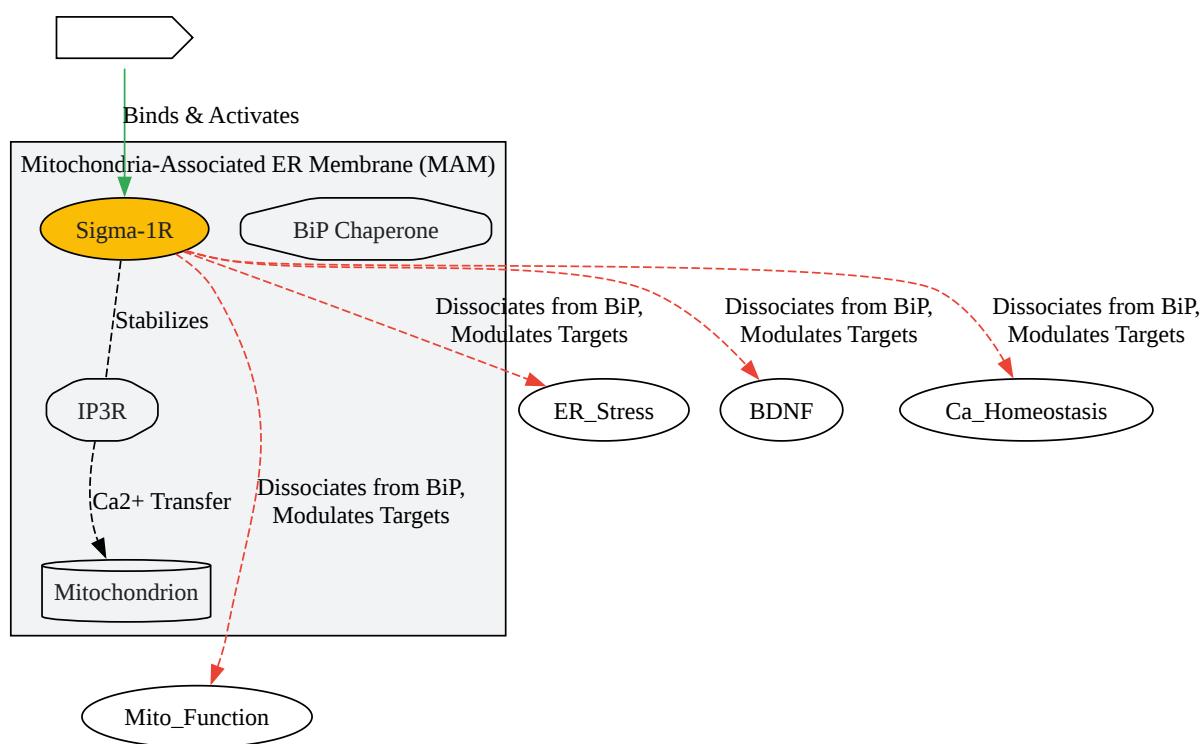 Binds & Activates
Mitochondria-Associated ER Membrane (MAM)
Sigma-1R
BiP Chaperone
Stabilizes
Dissociates from BiP,
Modulates Targets
Dissociates from BiP,
Modulates Targets
Dissociates from BiP,
Modulates Targets
IP3R
ER_Stress
BDNF
Ca_Homeostasis
Ca2+ Transfer
Dissociates from BiP,
Modulates Targets
Mitochondrion
Mito_Function